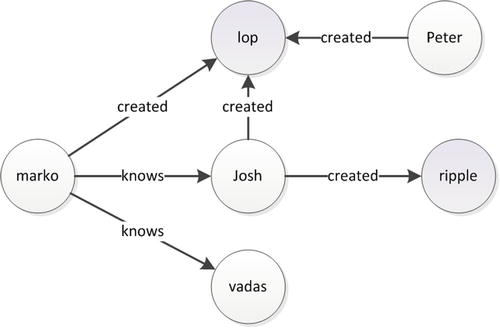 lop
created
Peter
created
created
marko
knows
Josh
created
ripple
knows
vadas